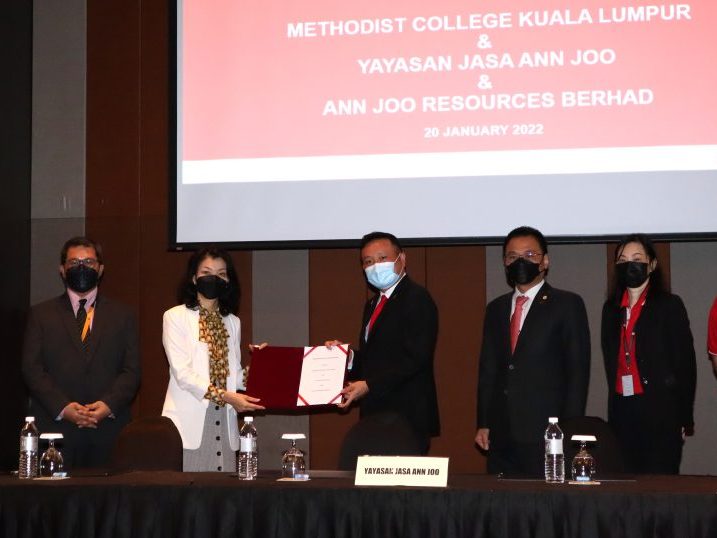 METHODIST COLLEGE KUALA LUMPUR
&
YAYASAN JASA ANN JOO
&
ANN JOO RESOURCES BERHAD
20 JANUARY 2022
YAYASAN JASA ANN JOO